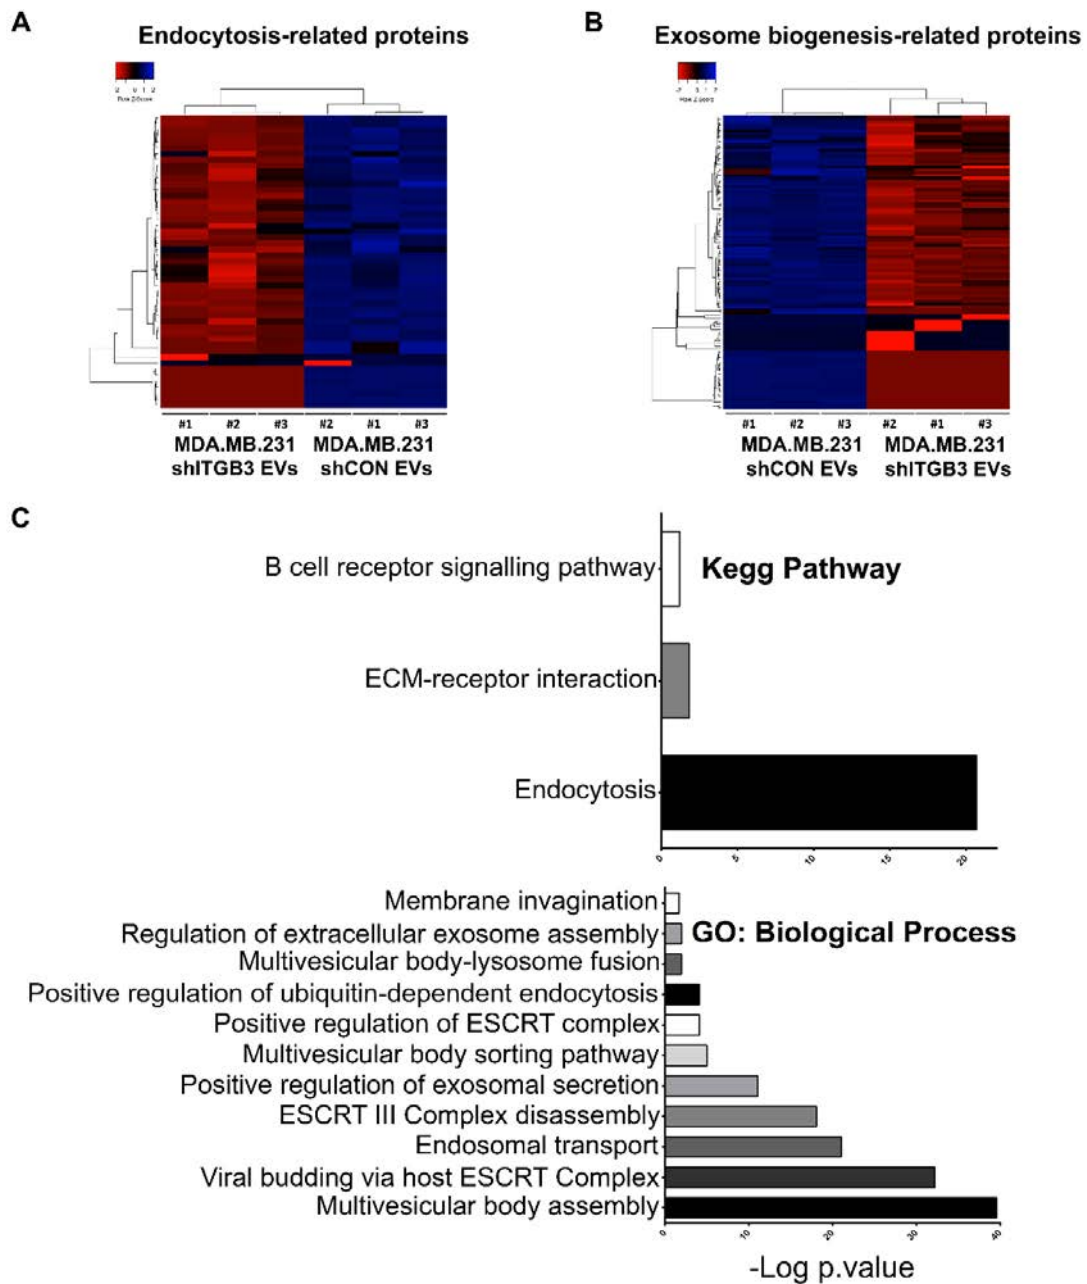 A
Endocytosis-related proteins
Row Z-Score
#1 #2 #3 #2 #1 #3
MDA.MB.231 MDA.MB.231
shITGB3 EVs shCON EVs
B
Exosome biogenesis-related proteins
Row Z-Score
#1 #2 #3 #2 #1 #3
MDA.MB.231 MDA.MB.231
shCON EVs shITGB3 EVs
C
Kegg Pathway
B cell receptor signalling pathway
ECM-receptor interaction
Endocytosis
0 5 10 15 20
GO: Biological Process
Membrane invagination
Regulation of extracellular exosome assembly
Multivesicular body-lysosome fusion
Positive regulation of ubiquitin-dependent endocytosis
Positive regulation of ESCRT complex
Multivesicular body sorting pathway
Positive regulation of exosomal secretion
ESCRT III Complex disassembly
Endosomal transport
Viral budding via host ESCRT Complex
Multivesicular body assembly
0 10 20 30 40
-Log p.value